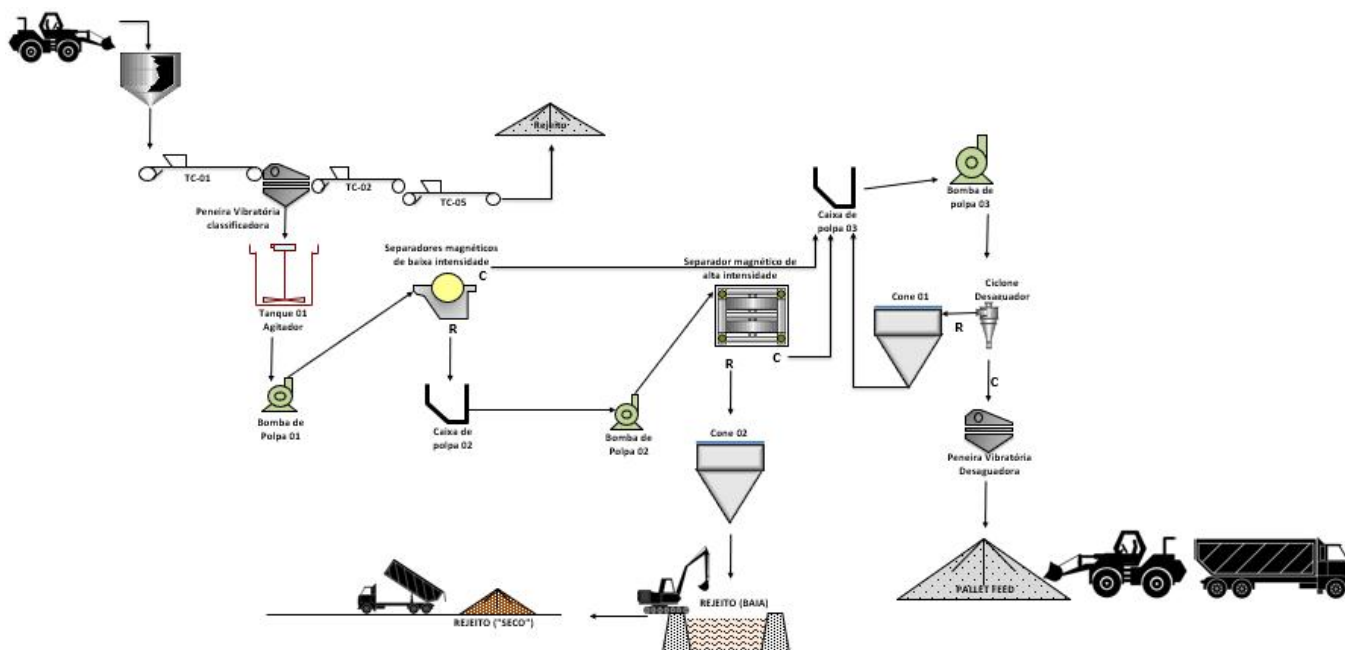 Rejeito
TC-01
TC-02
TC-05
Peneira Vibratória
classificadora
Tanque 01
Agitador
Bomba de
Polpa 01
Separadores magnéticos
de baixa intensidade
C
R
Caixa de
polpa 02
Bomba de
Polpa 02
Separador magnético de
alta intensidade
R
C
Cone 02
Caixa de
polpa 03
Bomba de
polpa 03
Ciclone
Desaguador
Cone 01
R
C
Peneira Vibratória
Desaguadora
PALLET FEED
REJEITO (BAIA)
REJEITO ("SECO")